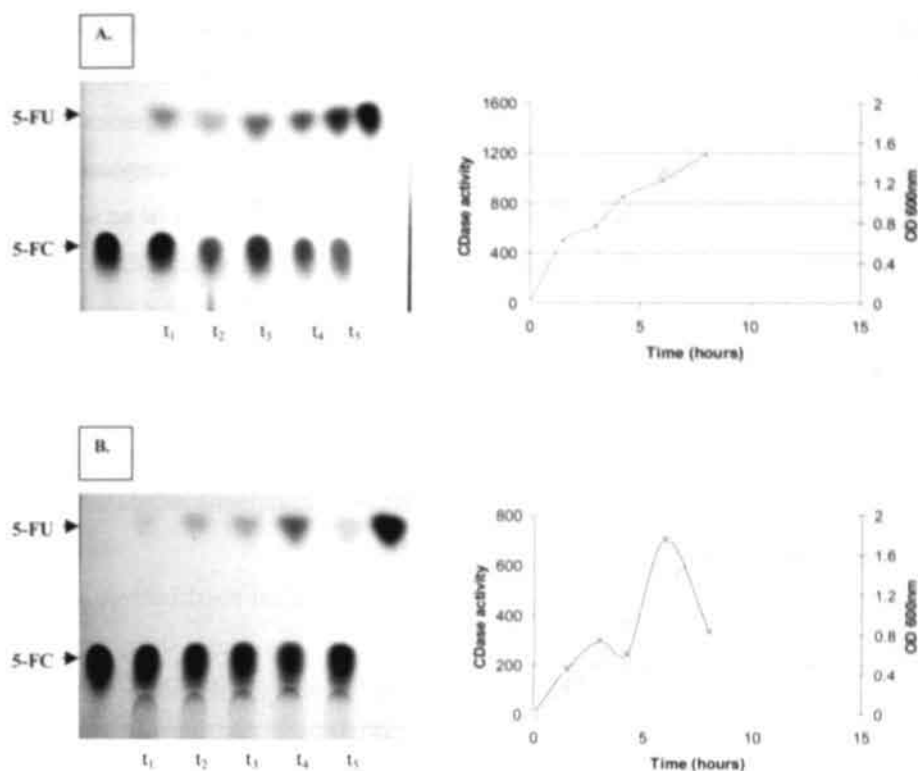 A.
5-FU
5-FC
t₁ t₂ t₃ t₄ t₅
1600
1200
800
400
0
CDase activity
2
1.6
1.2
0.8
0.4
0
OD 600nm
0 5 10 15
Time (hours)
B.
5-FU
5-FC
t₁ t₂ t₃ t₄ t₅
800
600
400
200
0
CDase activity
2
1.6
1.2
0.8
0.4
0
OD 600nm
0 5 10 15
Time (hours)